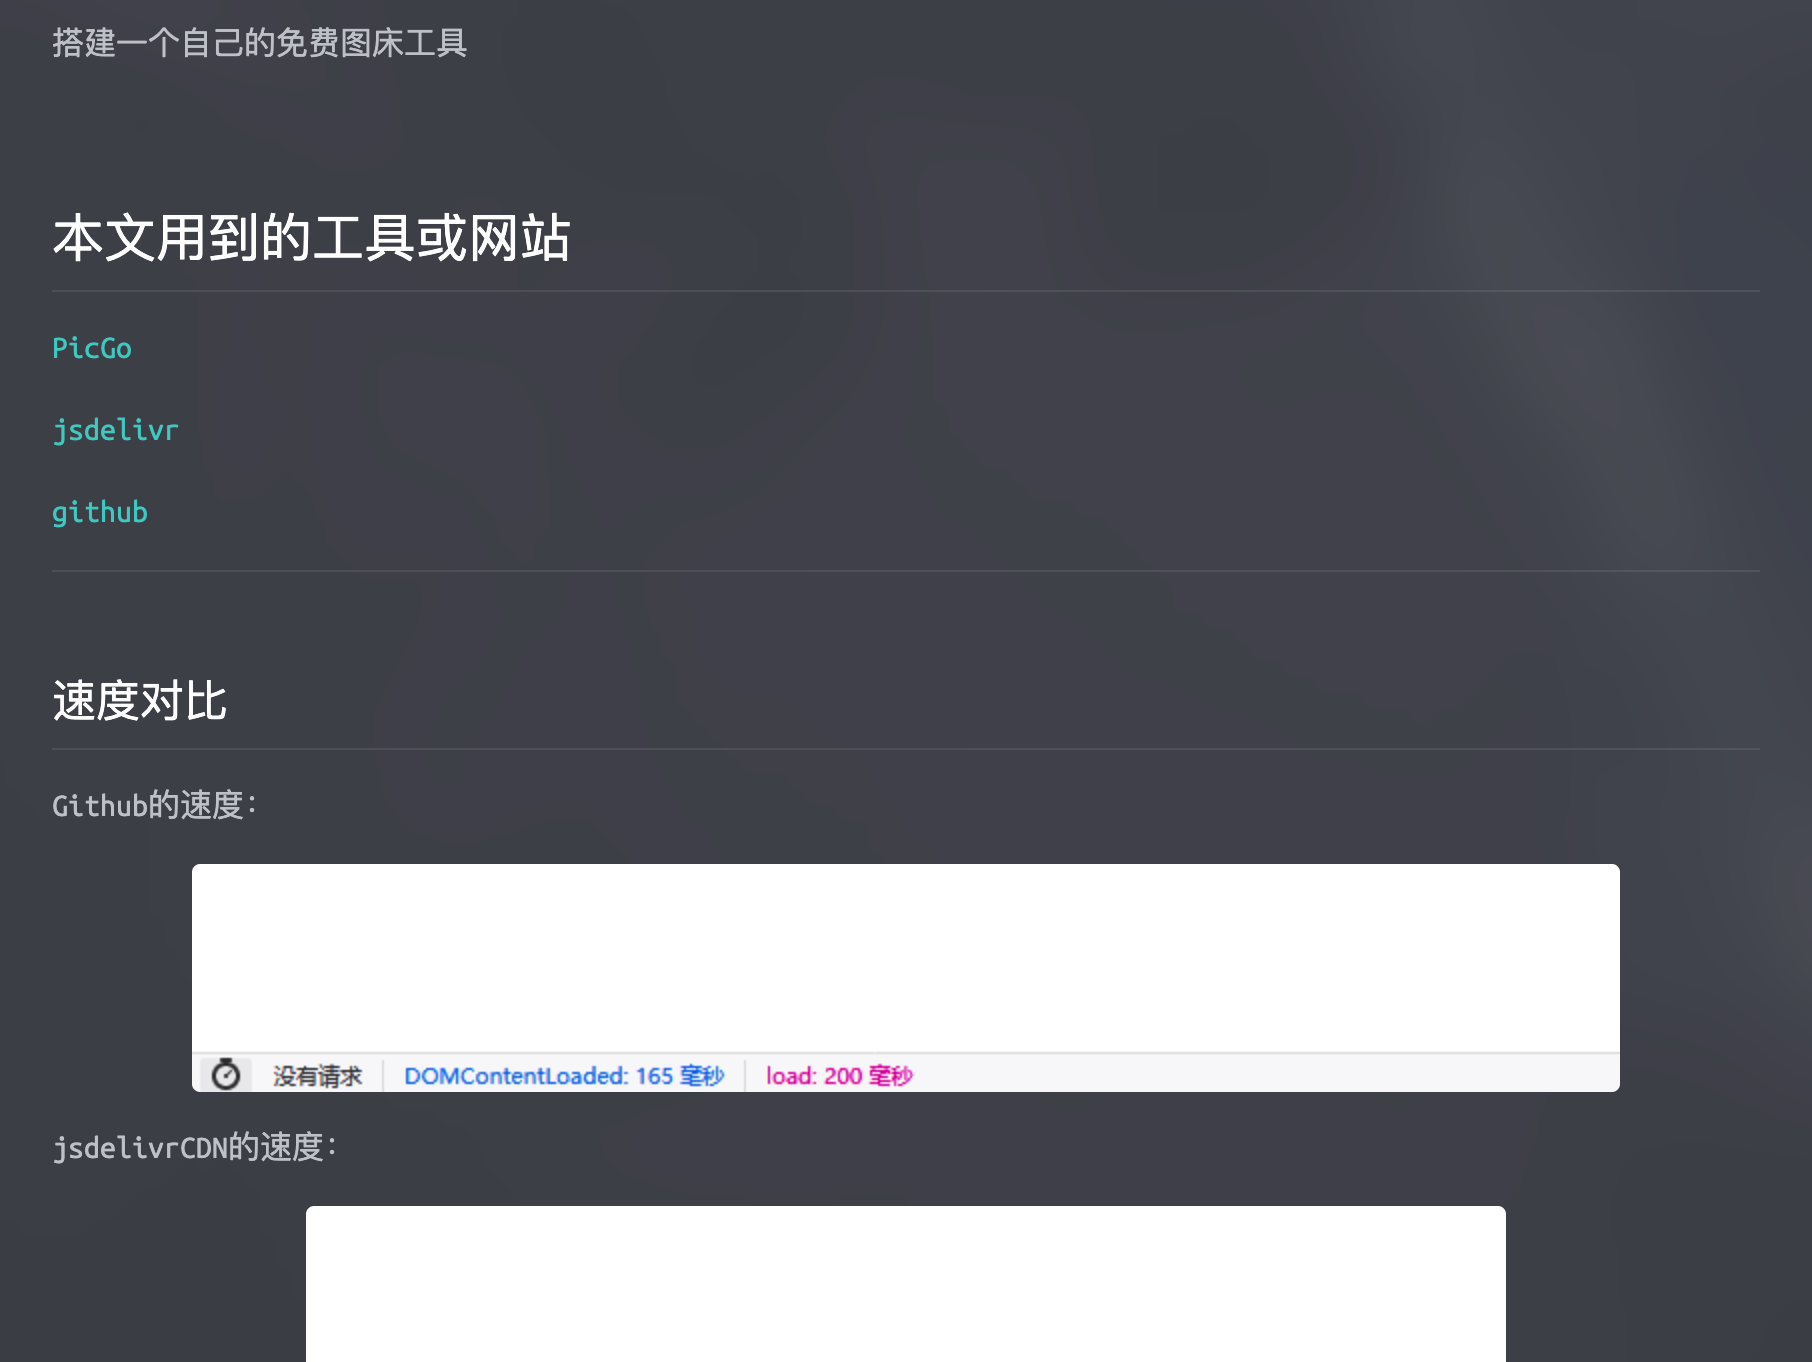 搭建一个自己的免费图床工具
本文用到的工具或网站
PicGo
jsdelivr
github
速度对比
Github的速度：
没有请求 DOMContentLoaded: 165 毫秒 load: 200 毫秒
jsdelivrCDN的速度：